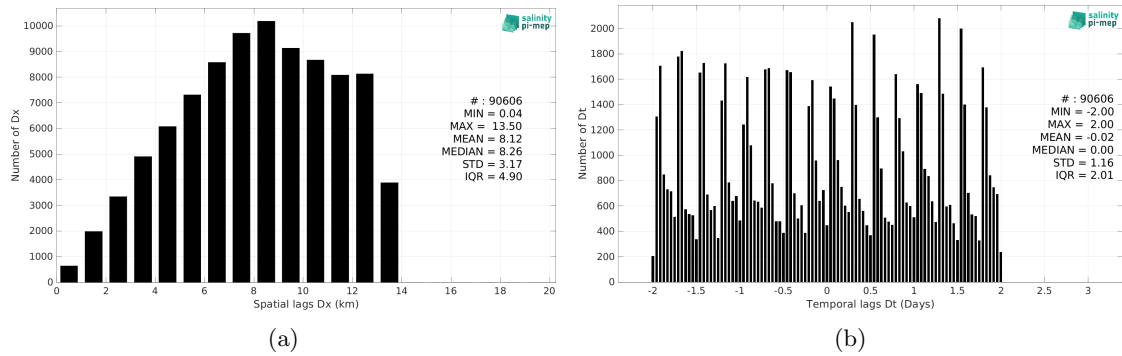 10000
9000
8000
7000
6000
5000
4000
3000
2000
1000
0
Number of Dx
salinity
pi-mep
# : 90606
MIN = 0.04
MAX = 13.50
MEAN = 8.12
MEDIAN = 8.26
STD = 3.17
IQR = 4.90
0 2 4 6 8 10 12 14 16 18 20
Spatial lags Dx (km)
(a)
2000
1800
1600
1400
1200
1000
800
600
400
200
0
Number of Dt
salinity
pi-mep
# : 90606
MIN = -2.00
MAX = 2.00
MEAN = -0.02
MEDIAN = 0.00
STD = 1.16
IQR = 2.01
-2 -1.5 -1 -0.5 0 0.5 1 1.5 2 2.5 3
Temporal lags Dt (Days)
(b)